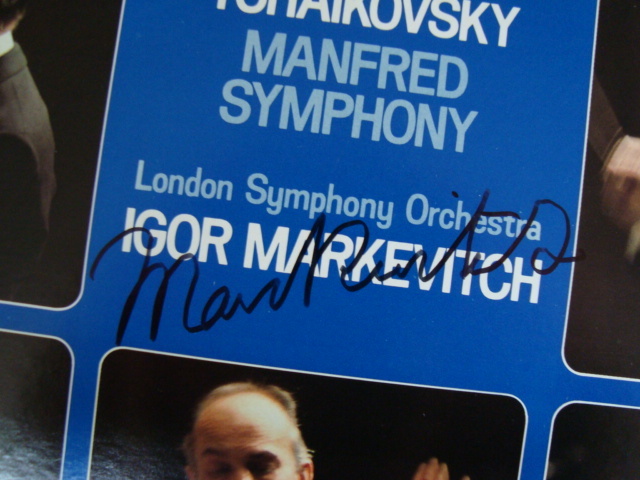 TCHAIKOVSKY
MANFRED
SYMPHONY
London Symphony Orchestra
IGOR MARKEVITCH